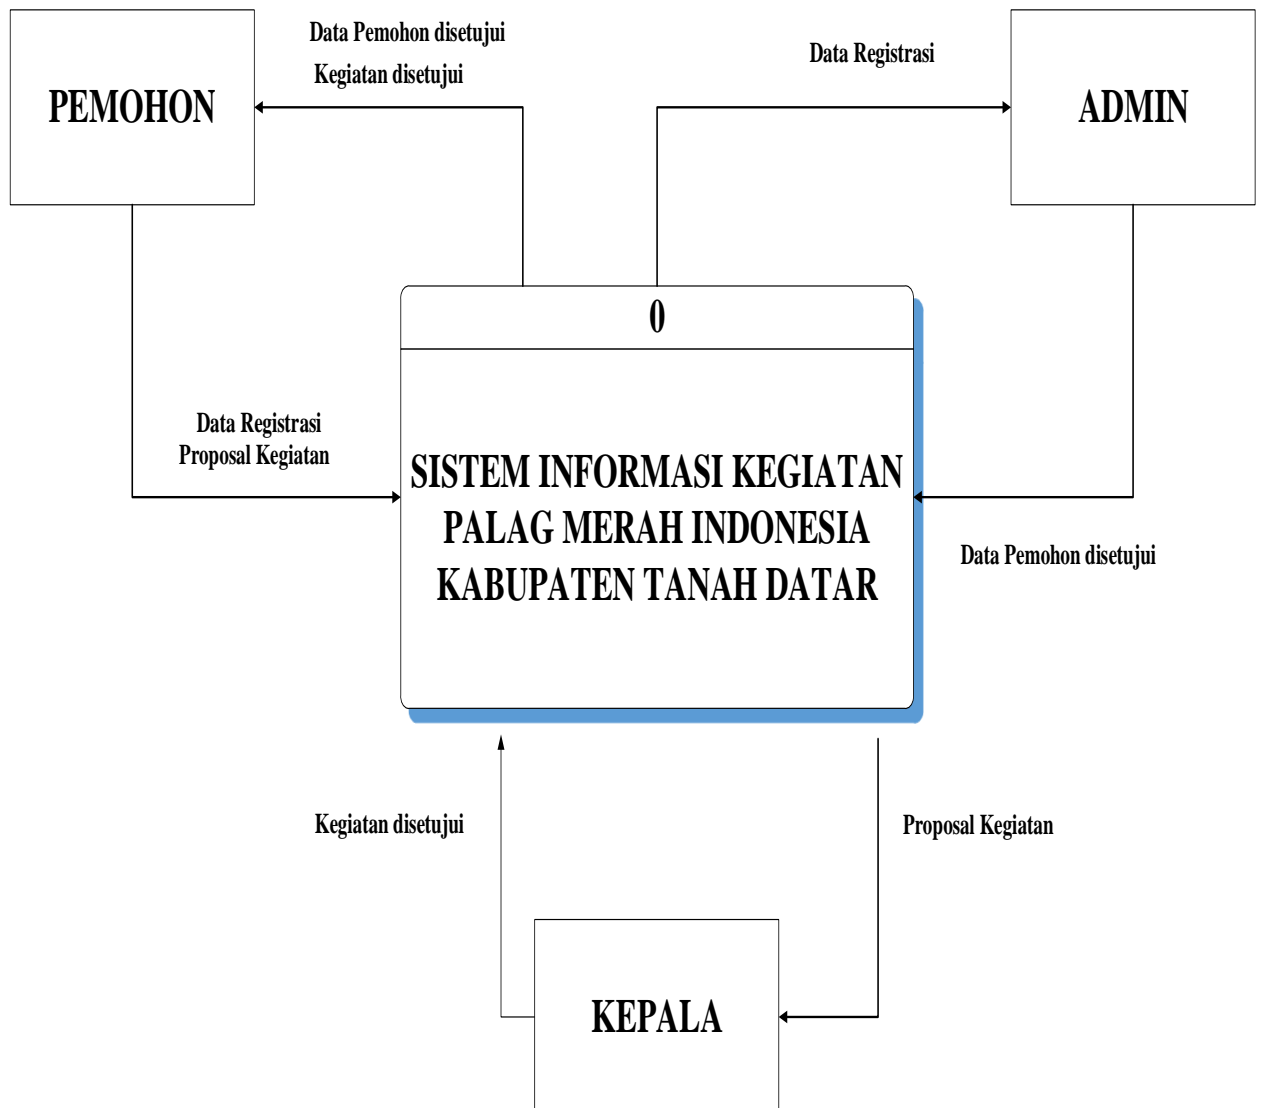 Data Pemohon disetujui
Kegiatan disetujui
Data Registrasi
PEMOHON
ADMIN
0
Data Registrasi
Proposal Kegiatan
SISTEM INFORMASI KEGIATAN
PALAG MERAH INDONESIA
KABUPATEN TANAH DATAR
Data Pemohon disetujui
Kegiatan disetujui
Proposal Kegiatan
KEPALA